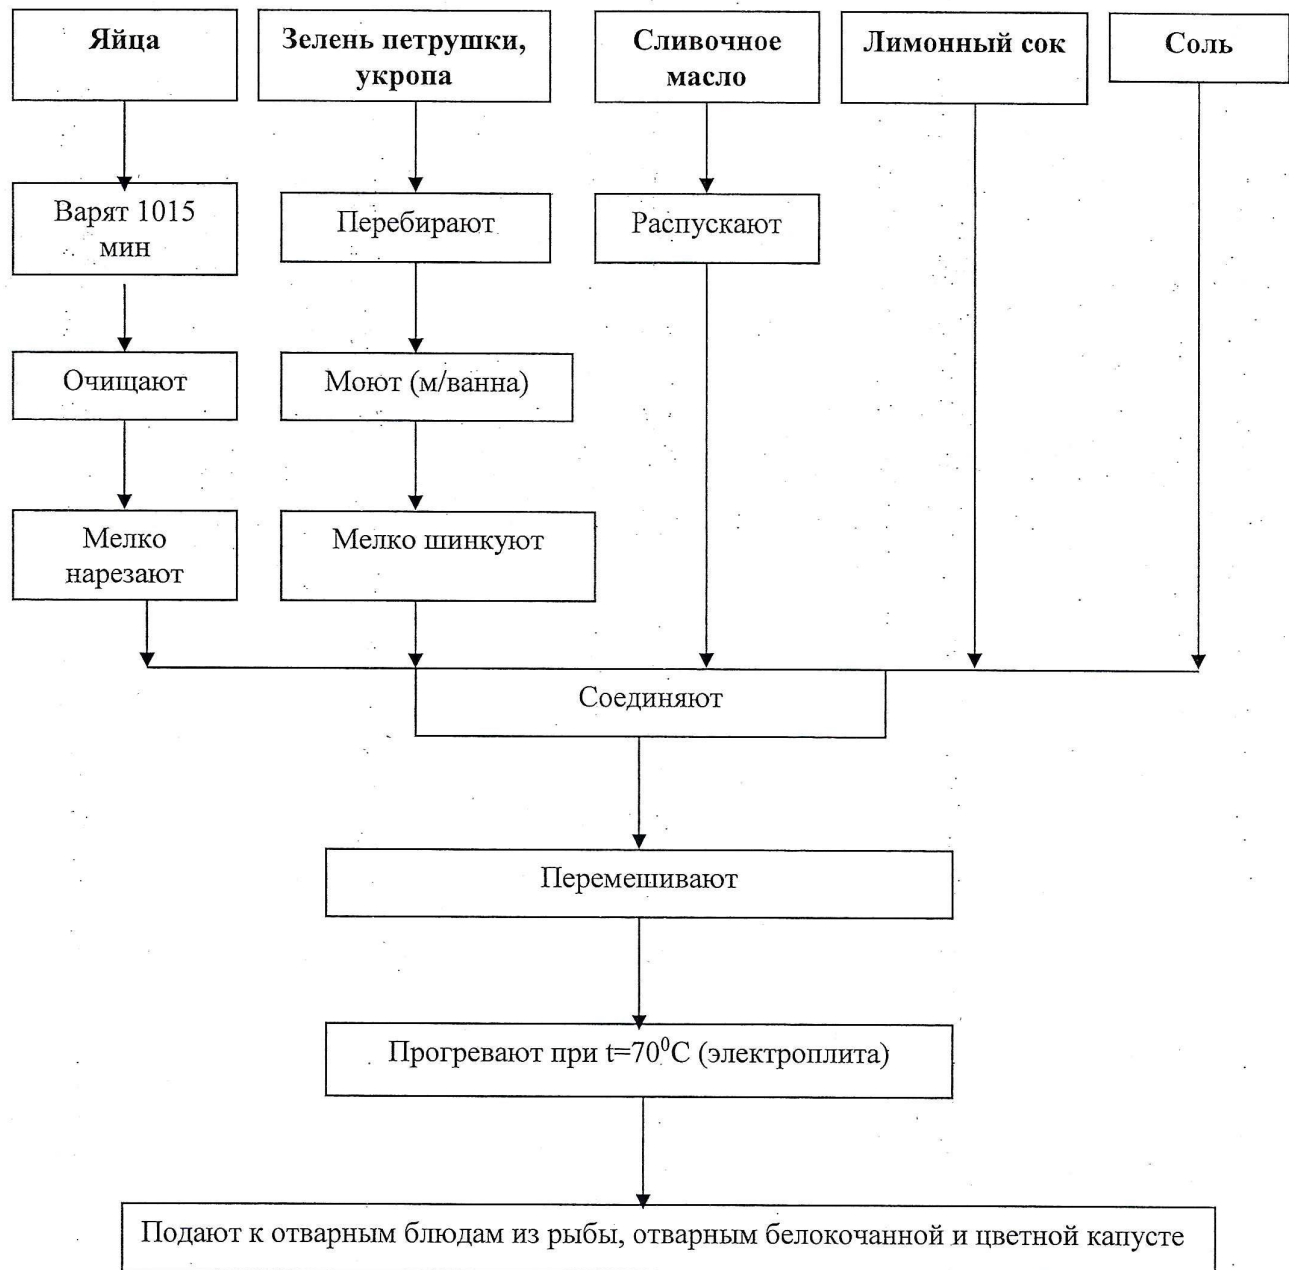 Яйца
Зелень петрушки,
укропа
Сливочное
масло
Лимонный сок
Соль
Варят 1015
мин
Перебирают
Распускают
Очищают
Моют (м/ванна)
Мелко
нарезают
Мелко шинкуют
Соединяют
Перемешивают
Прогревают при t=70⁰С (электроплита)
Подают к отварным блюдам из рыбы, отварным белокочанной и цветной капусте